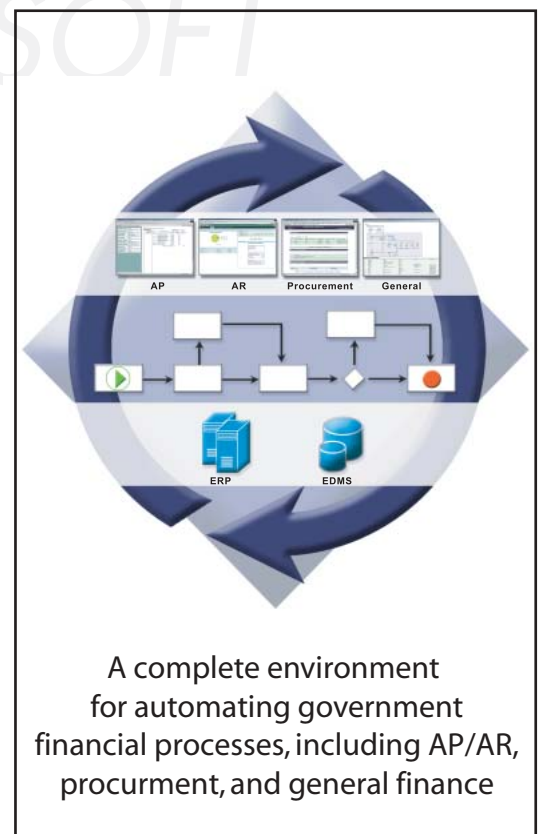 SOFT
AP AR Procurement General
ERP EDMS
A complete environment
for automating government
financial processes, including AP/AR,
procurment, and general finance